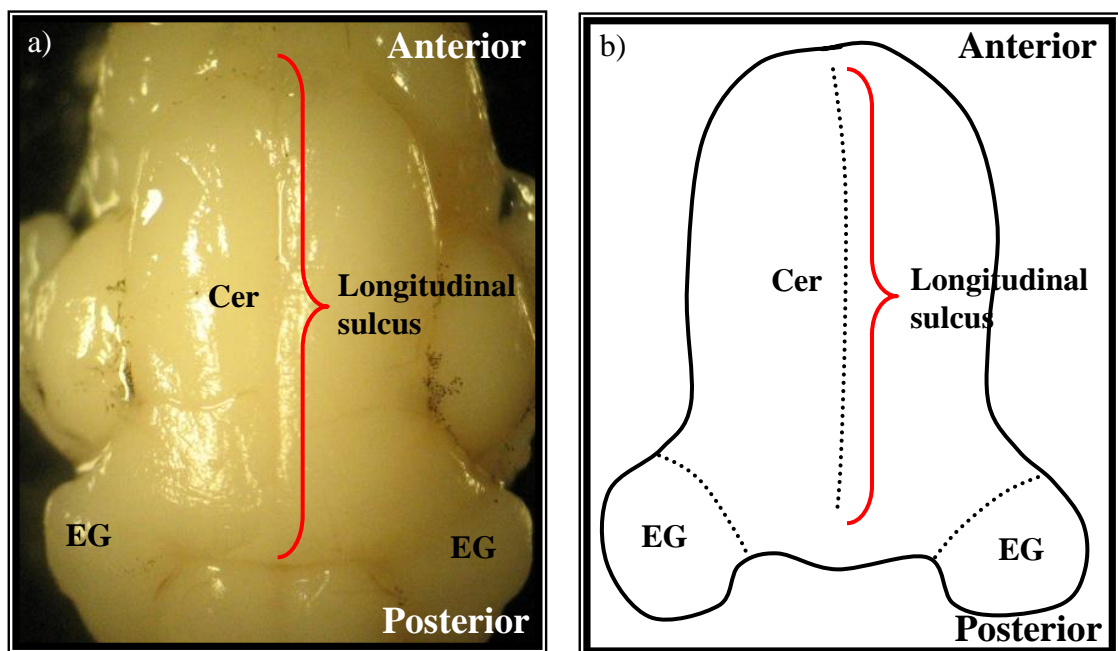 a)
Anterior
Cer
Longitudinal
sulcus
EG
EG
Posterior
b)
Anterior
Cer
Longitudinal
sulcus
EG
EG
Posterior